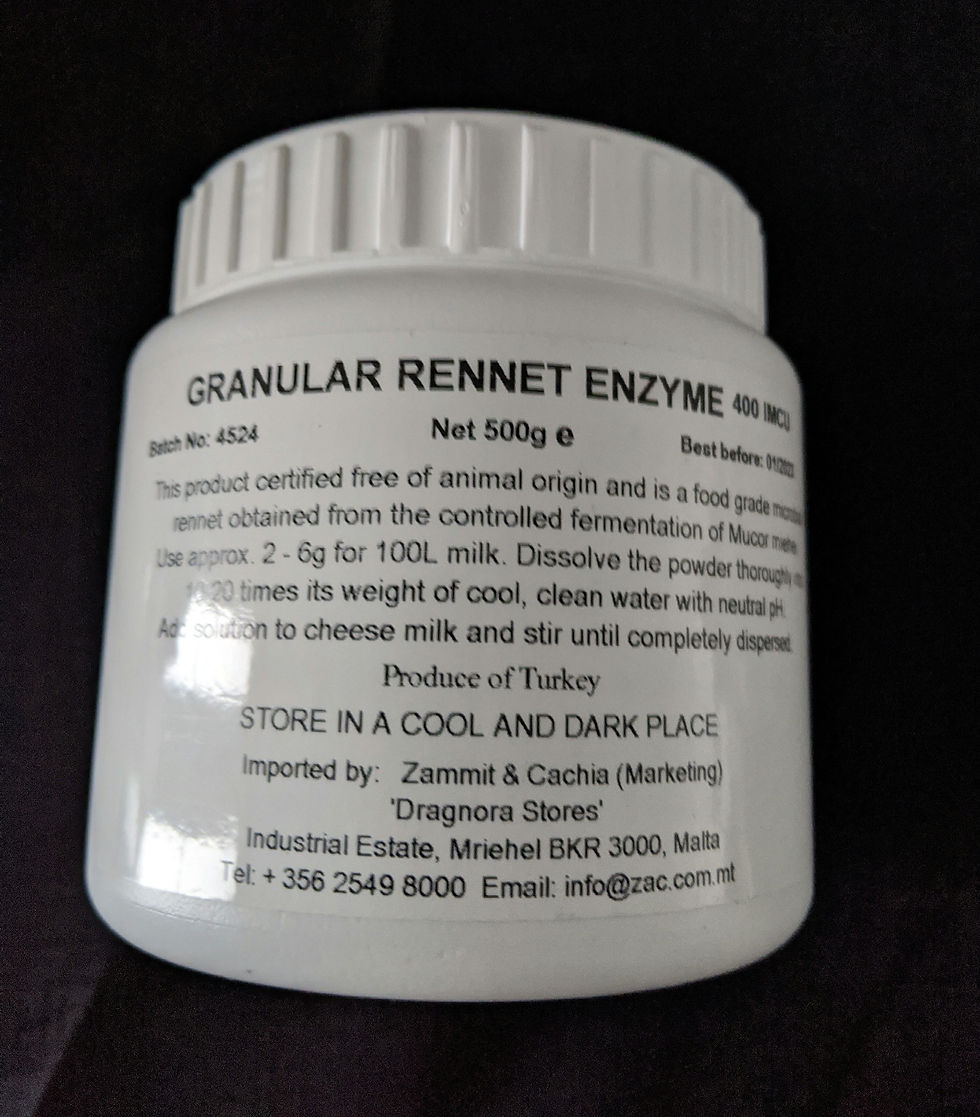 GRANULAR RENNET ENZYME 400 IMCU
Batch No: 4524 Net 500g e Best before:
This product certified free of animal origin and is a food grade
rennet obtained from the controlled fermentation of Mucor
Use approx. 2 - 6g for 100L milk. Dissolve the powder thoroughly
20 times its weight of cool, clean water with neutral pH.
Add solution to cheese milk and stir until completely dispersed.
Produce of Turkey
STORE IN A COOL AND DARK PLACE
Imported by: Zammit & Cachia (Marketing)
'Dragnora Stores'
Industrial Estate, Mriehel BKR 3000, Malta
Tel: + 356 2549 8000 Email: info@zac.com.mt